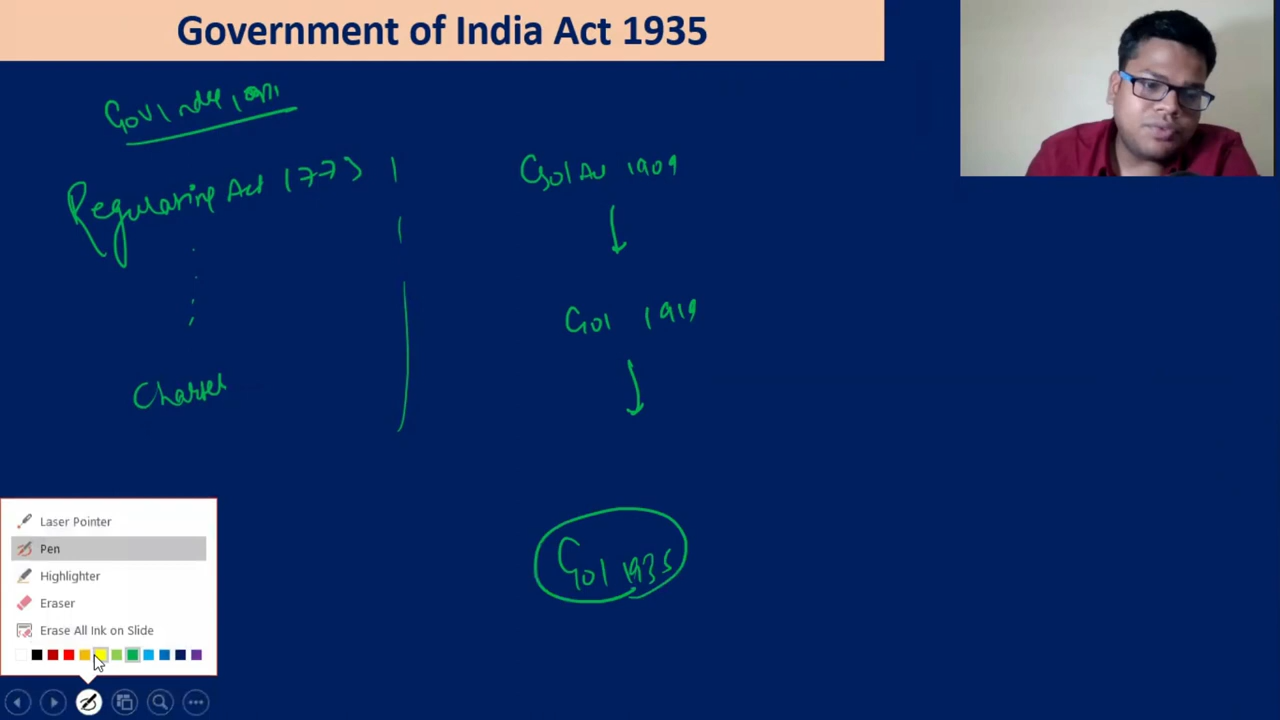 Government of India Act 1935
Regulating Act 1773
GoI Act 1909
GoI 1919
Charter
GoI 1935
Laser Pointer
Pen
Highlighter
Eraser
Erase All Ink on Slide